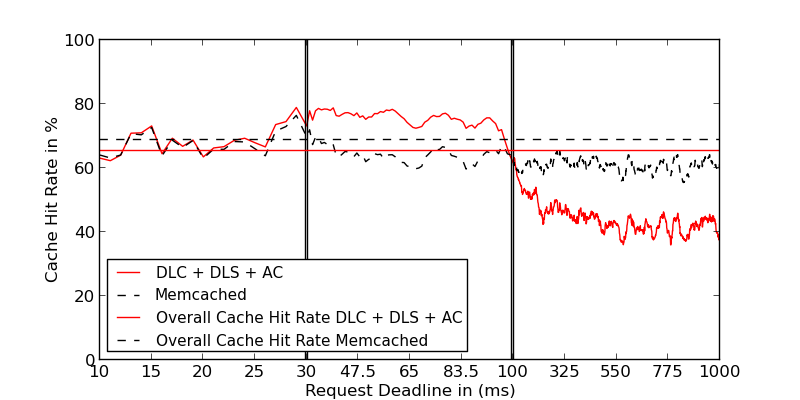 100
80
60
40
20
0
Cache Hit Rate in %
DLC + DLS + AC
Memcached
Overall Cache Hit Rate DLC + DLS + AC
Overall Cache Hit Rate Memcached
10 15 20 25 30 47.5 65 83.5 100 325 550 775 1000
Request Deadline in (ms)